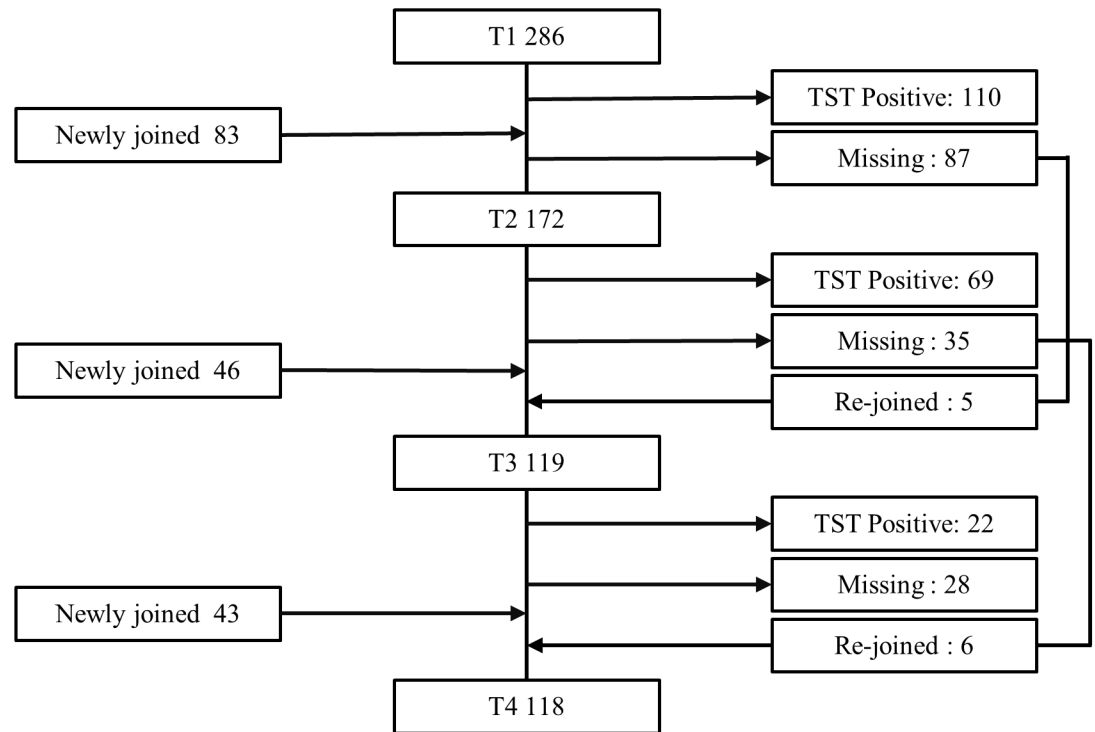 T1 286
TST Positive: 110
Newly joined  83
Missing : 87
T2 172
TST Positive: 69
Missing : 35
Newly joined  46
Re-joined : 5
T3 119
TST Positive: 22
Missing : 28
Newly joined  43
Re-joined : 6
T4 118